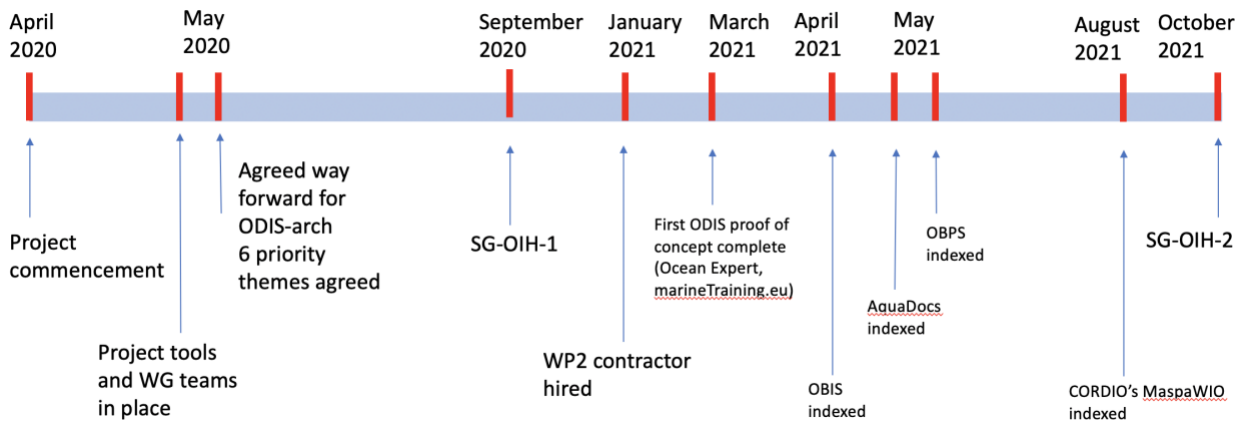 April
2020
May
2020
September
2020
January
2021
March
2021
April
2021
May
2021
August
2021
October
2021
Project
commencement
Project tools
and WG teams
in place
Agreed way
forward for
ODIS-arch
6 priority
themes agreed
SG-OIH-1
WP2 contractor
hired
First ODIS proof of
concept complete
(Ocean Expert,
marineTraining.eu)
OBIS
indexed
AquaDocs
indexed
OBPS
indexed
CORDIO's MaspaWIO
indexed
SG-OIH-2